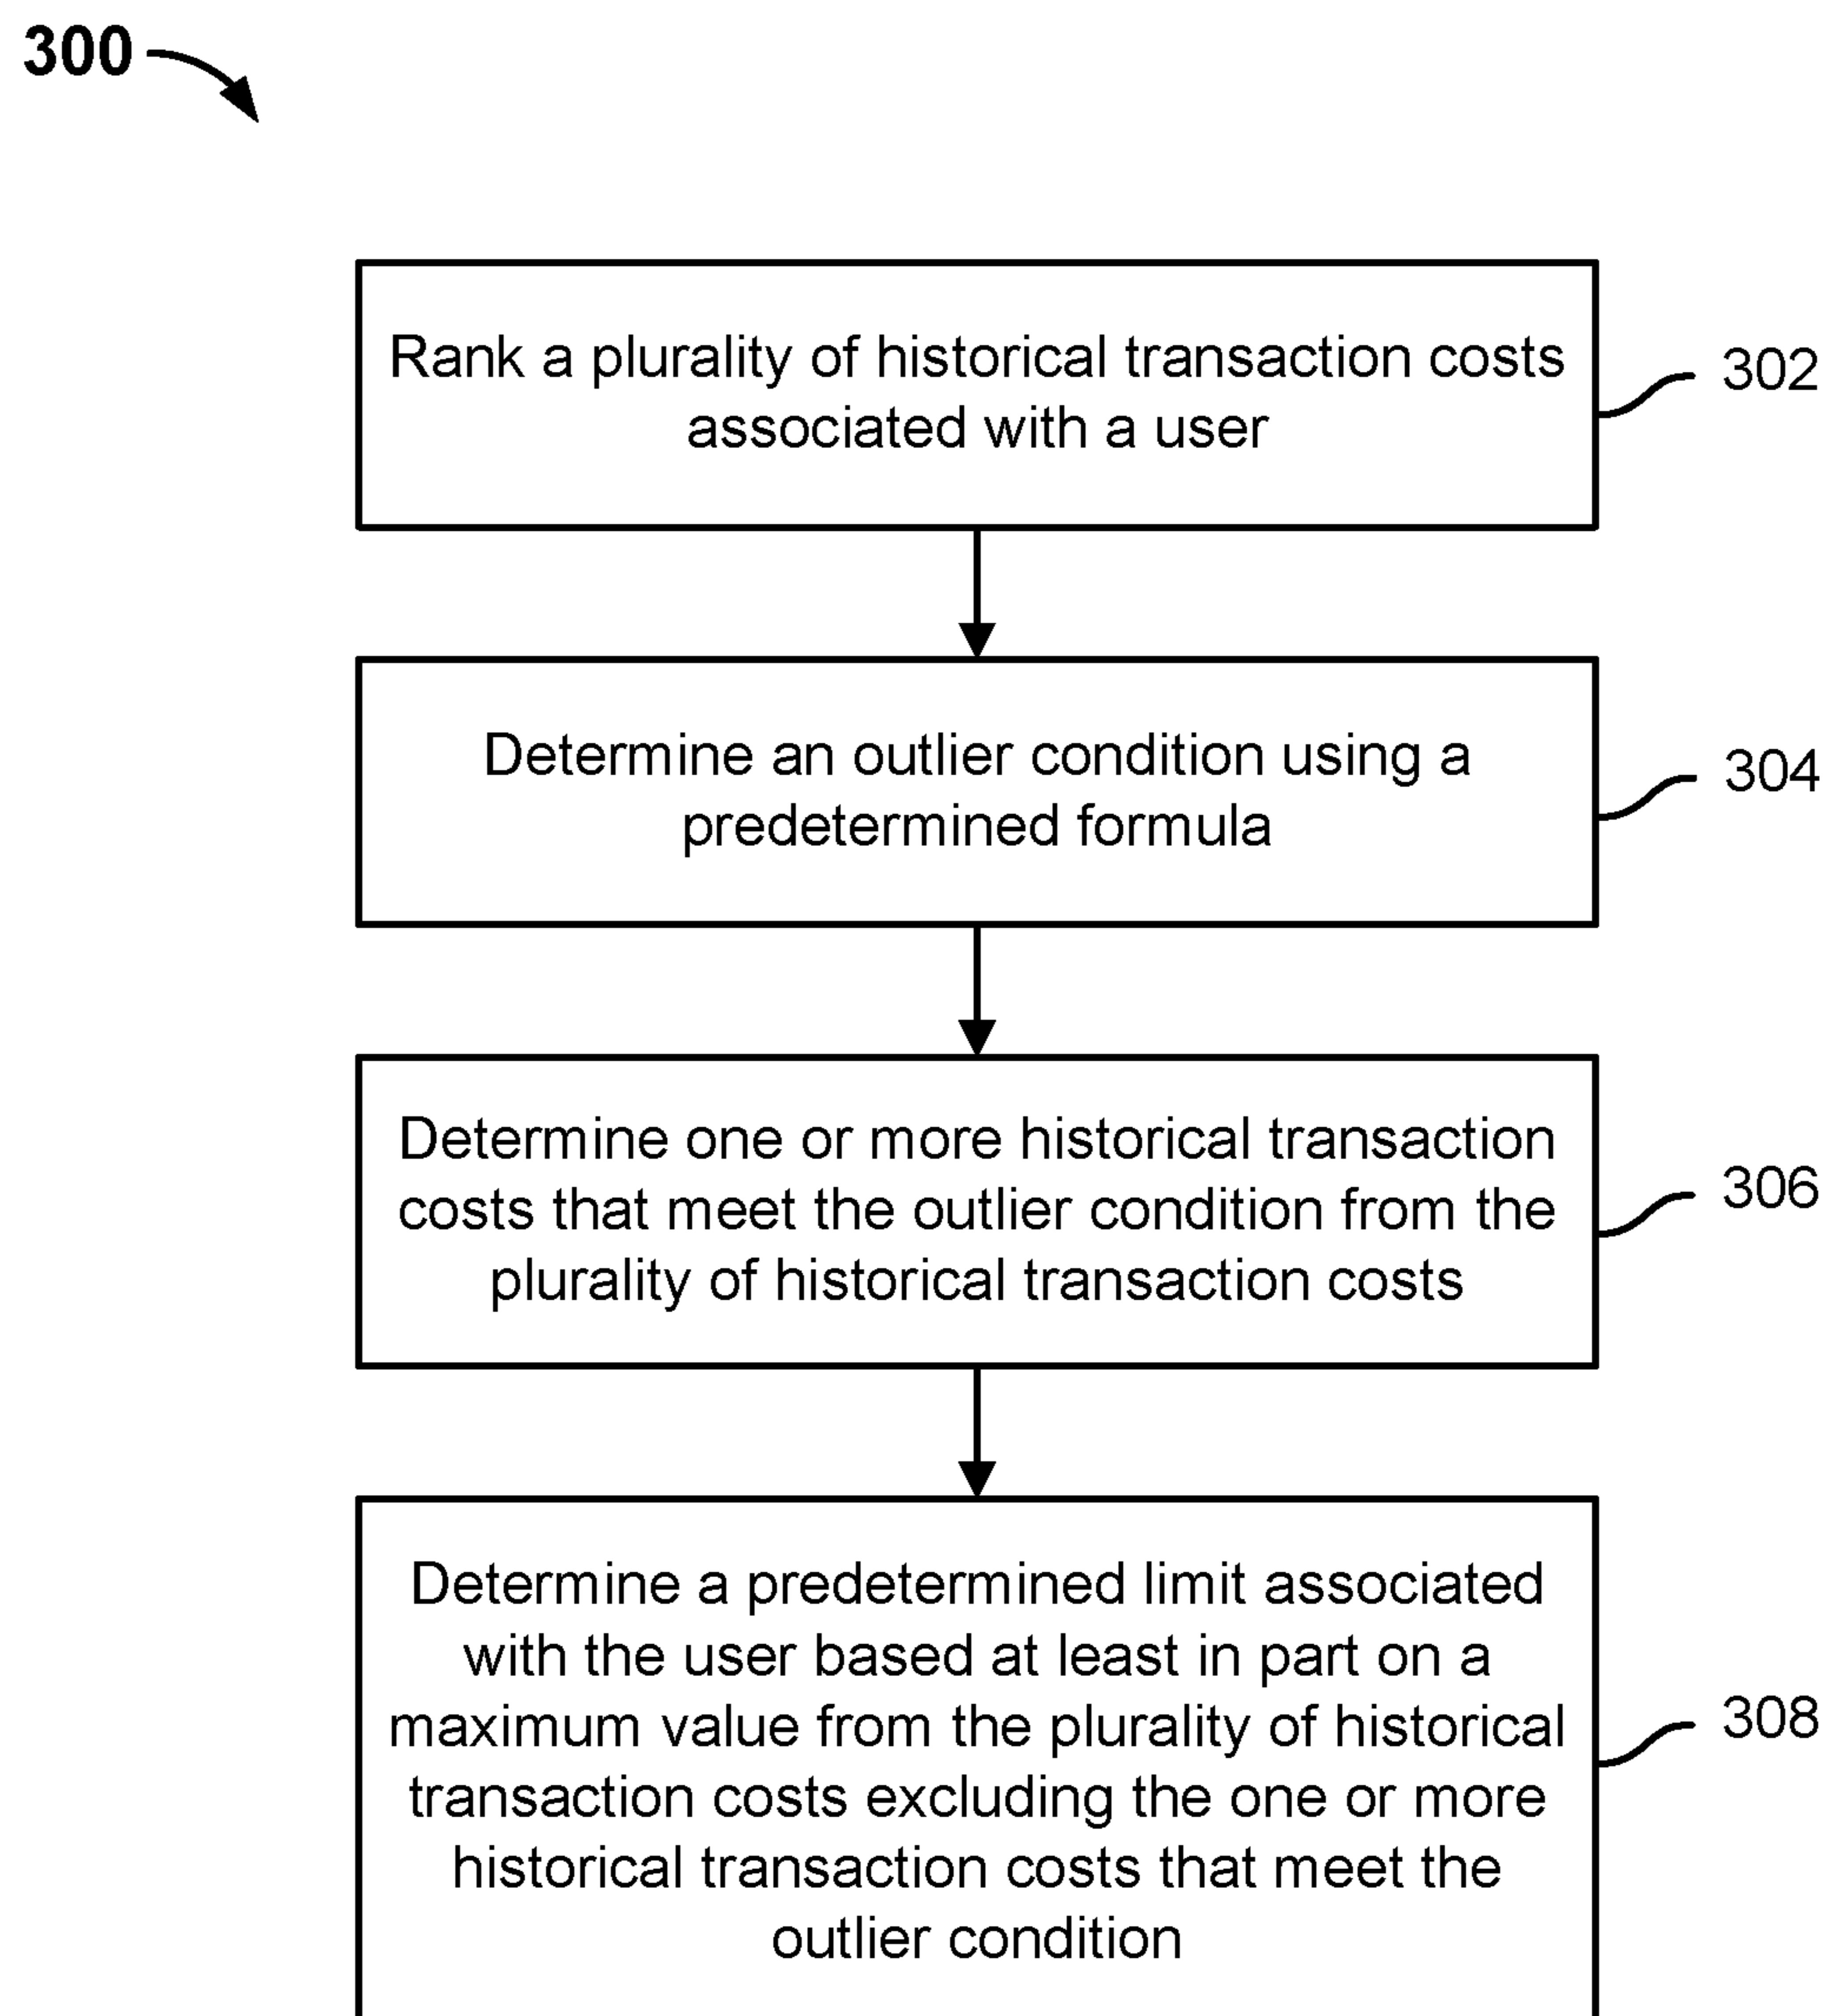 300
Rank a plurality of historical transaction costs
associated with a user
302
Determine an outlier condition using a
predetermined formula
304
Determine one or more historical transaction
costs that meet the outlier condition from the
plurality of historical transaction costs
306
Determine a predetermined limit associated
with the user based at least in part on a
maximum value from the plurality of historical
transaction costs excluding the one or more
historical transaction costs that meet the
outlier condition
308